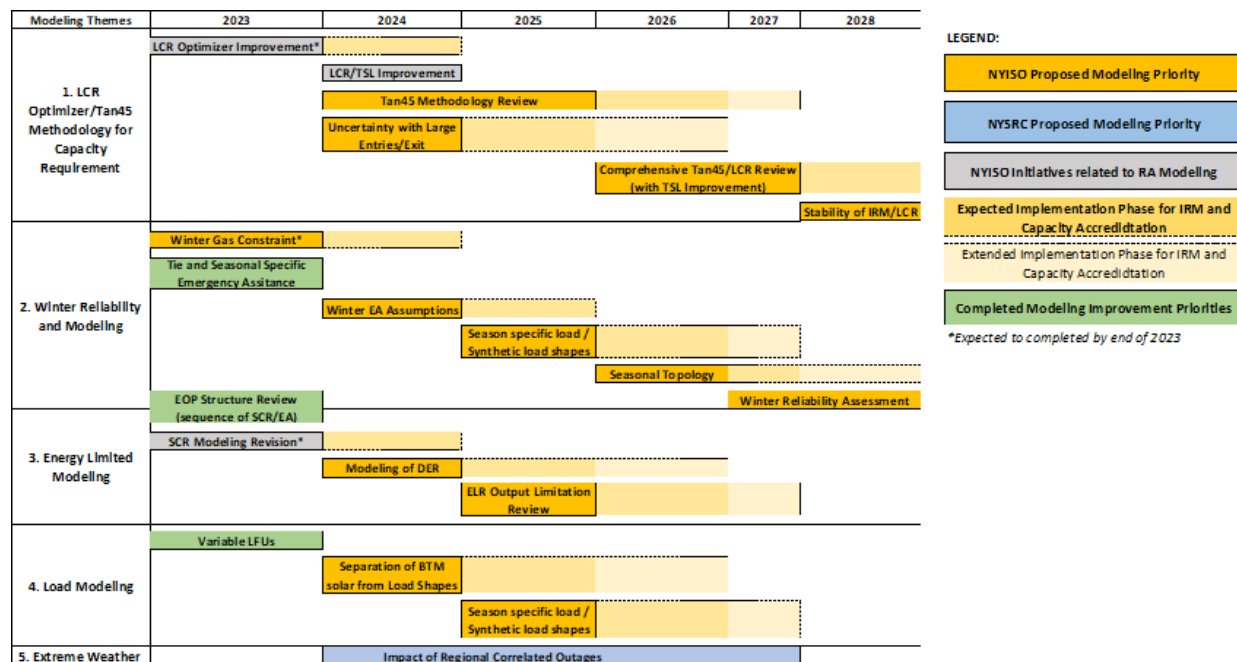 Modeling Themes 2023 2024 2025 2026 2027 2028
1. LCR
Optimizer/Tan45
Methodology for
Capacity
Requirement
LCR Optimizer Improvement*
LCR/TSL Improvement
Tan45 Methodology Review
Uncertainty with Large
Entries/Exit
Comprehensive Tan45/LCR Review
(with TSL Improvement)
Stability of IRM/LCR
2. Winter Reliability
and Modeling
Winter Gas Constraint*
Tie and Seasonal Specific
Emergency Assitance
Winter EA Assumptions
Season specific load /
Synthetic load shapes
Seasonal Topology
Winter Reliability Assessment
EOP Structure Review
(sequence of SCR/EA)
3. Energy Limited
Modeling
SCR Modeling Revision*
Modeling of DER
ELR Output Limitation
Review
4. Load Modeling
Variable LFUs
Separation of BTM
solar from Load Shapes
Season specific load /
Synthetic load shapes
5. Extreme Weather
Impact of Regional Correlated Outages
LEGEND:
NYISO Proposed Modeling Priority
NYSRC Proposed Modeling Priority
NYISO Initiatives related to RA Modeling
Expected Implementation Phase for IRM and
Capacity Accredidtation
Extended Implementation Phase for IRM and
Capacity Accredidtation
Completed Modeling Improvement Priorities
*Expected to completed by end of 2023